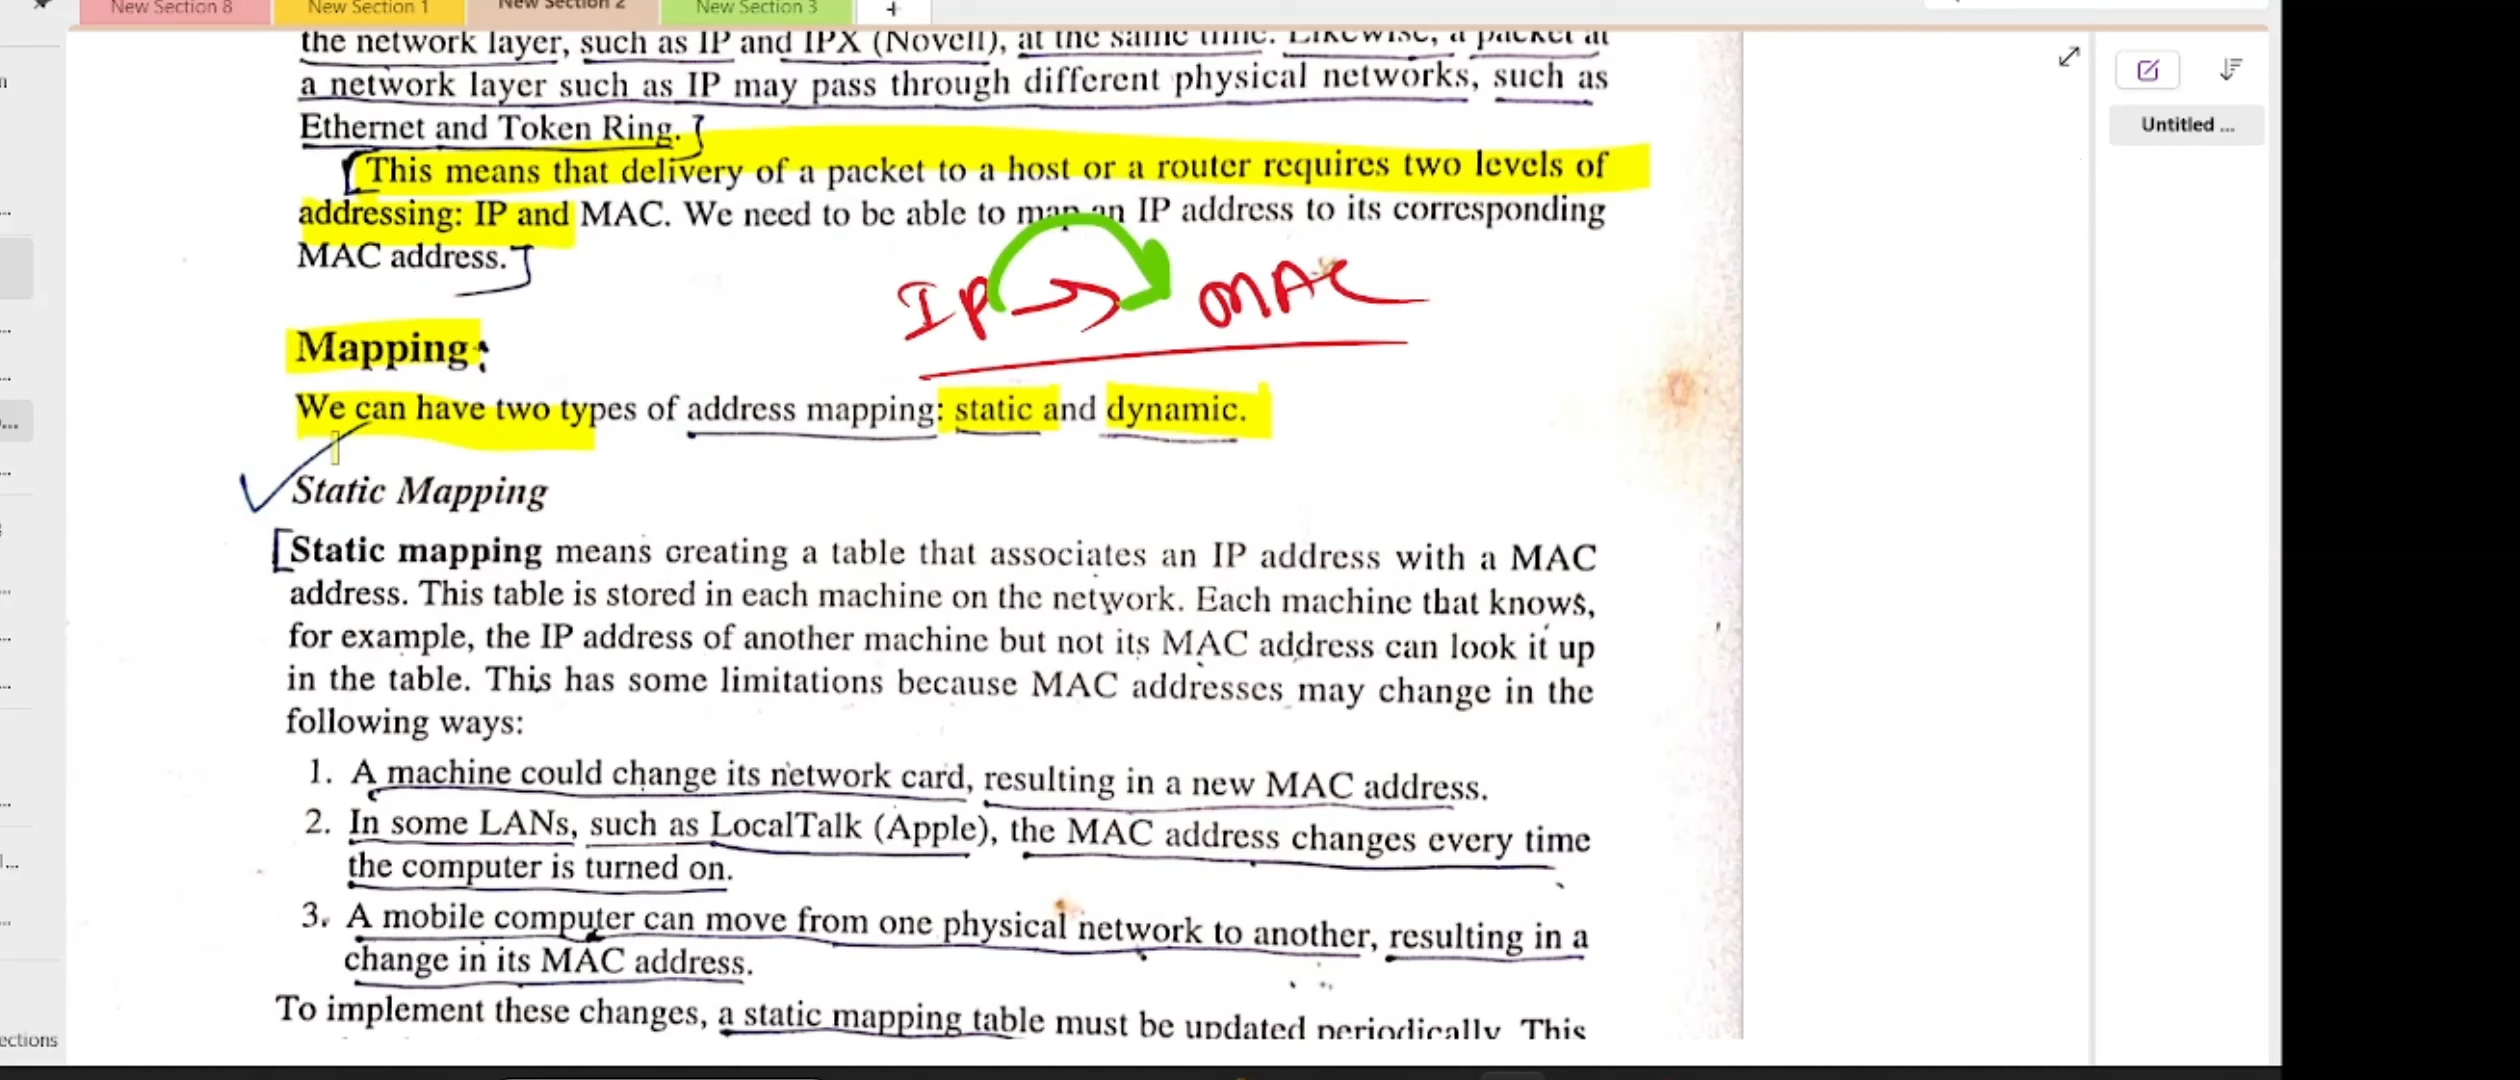 New Section 8
New Section 1
New Section 2
New Section 3
+
the network layer, such as IP and IPX (Novell), at the same time. Likewise, a packet at
a network layer such as IP may pass through different physical networks, such as
Ethernet and Token Ring.
This means that delivery of a packet to a host or a router requires two levels of
addressing: IP and MAC. We need to be able to map an IP address to its corresponding
MAC address.
IP MAC
Mapping:
We can have two types of address mapping: static and dynamic.
Static Mapping
Static mapping means creating a table that associates an IP address with a MAC
address. This table is stored in each machine on the network. Each machine that knows,
for example, the IP address of another machine but not its MAC address can look it up
in the table. This has some limitations because MAC addresses may change in the
following ways:
1. A machine could change its network card, resulting in a new MAC address.
2. In some LANs, such as LocalTalk (Apple), the MAC address changes every time
the computer is turned on.
3. A mobile computer can move from one physical network to another, resulting in a
change in its MAC address.
To implement these changes, a static mapping table must be updated periodically. This
Untitled ...